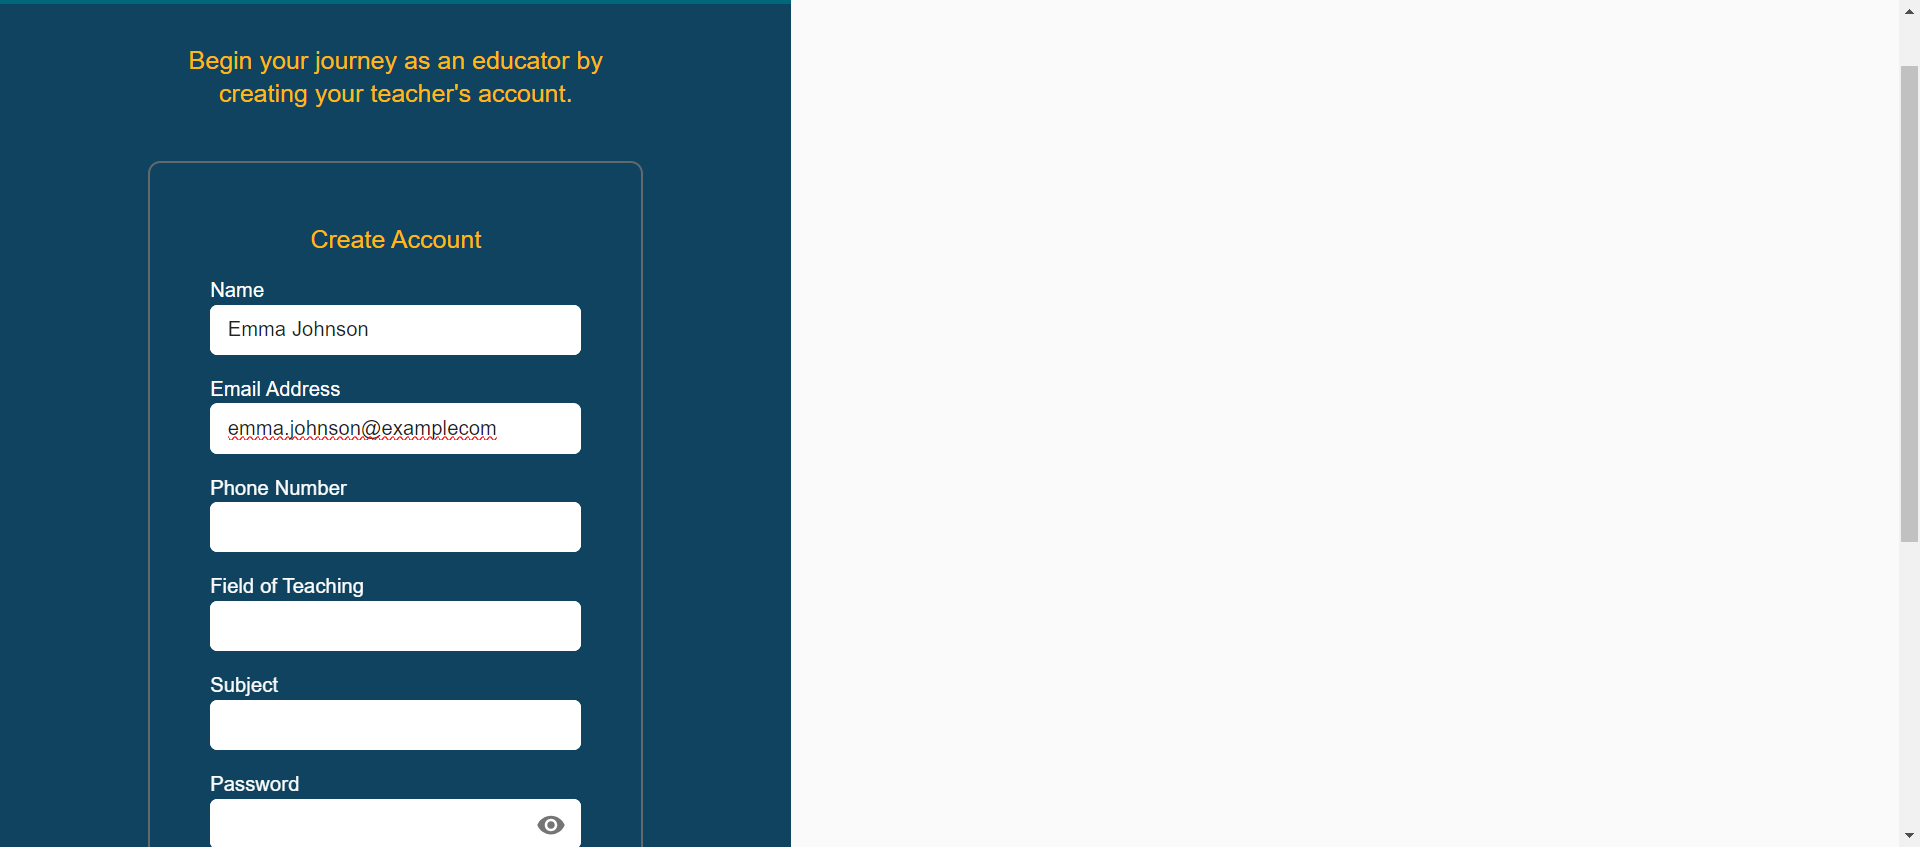 Begin your journey as an educator by
creating your teacher's account.
Create Account
Name
Emma Johnson
Email Address
emma.johnson@examplecom
Phone Number
Field of Teaching
Subject
Password